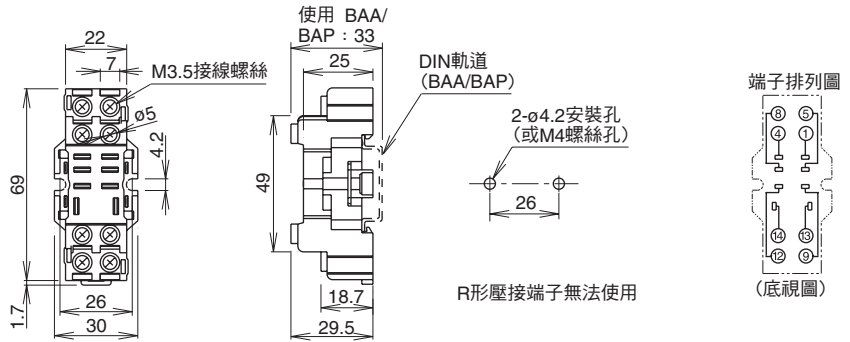 22
7
M3.5接線螺絲
ø5
4.2
69
1.7
26
30
使用 BAA/
BAP：33
25
DIN軌道
(BAA/BAP)
49
18.7
29.5
2-ø4.2安裝孔
(或M4螺絲孔)
26
R形壓接端子無法使用
端子排列圖
⑧ ⑤
④ ①
⑭ ⑬
⑫ ⑨
(底視圖)